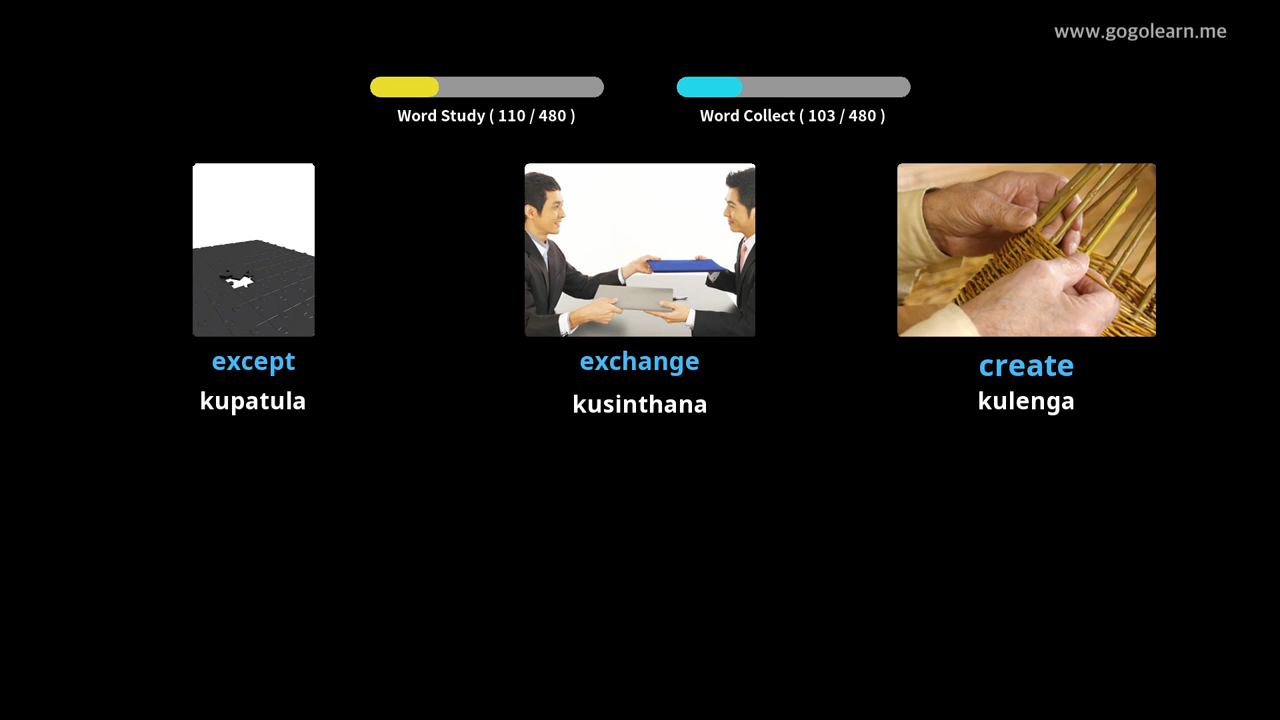 www.gogolearn.me
Word Study ( 110 / 480 )
Word Collect ( 103 / 480 )
except
kupatula
exchange
kusinthana
create
kulenga